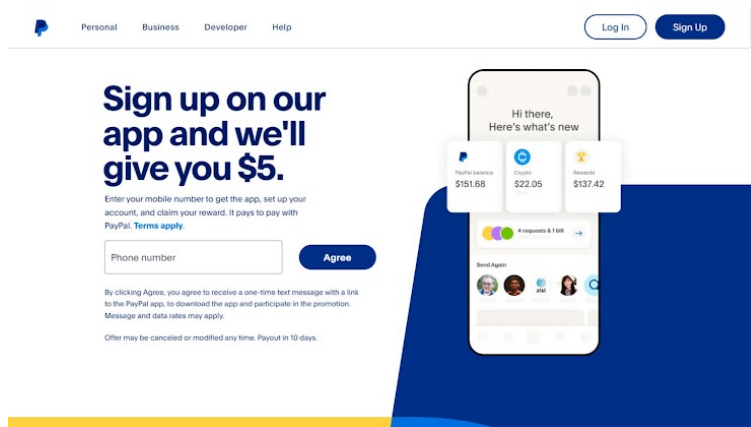 Personal Business Developer Help Log In Sign Up
Sign up on our
app and we'll
give you $5.
Enter your mobile number to get the app, set up your
account, and claim your reward. It pays to pay with
PayPal. Terms apply.
Phone number Agree
By clicking Agree, you agree to receive a one-time text message with a link
to the PayPal app, to download the app and participate in the promotion.
Message and data rates may apply.
Offer may be canceled or modified any time. Payout in 10 days.
Hi there,
Here's what's new
PayPal balance Crypto Rewards
$151.68 $22.05 $137.42
4 requests & 1 bill
Send Again
at&t